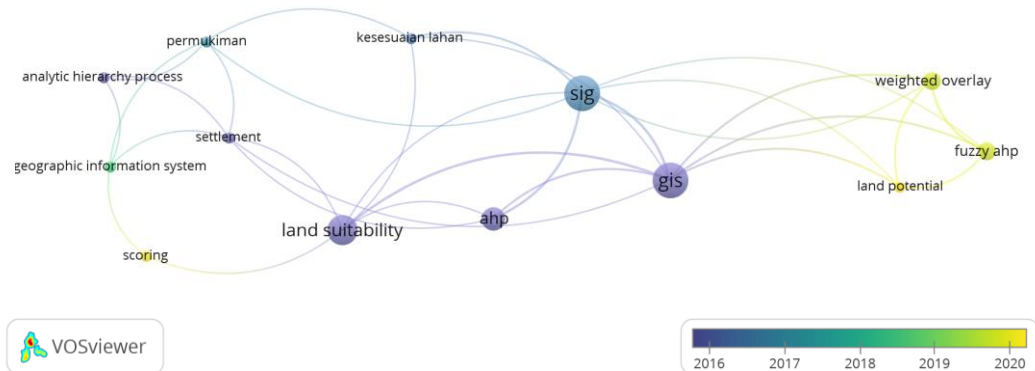 permukiman
kesesuaian lahan
analytic hierarchy process
sig
weighted overlay
settlement
fuzzy ahp
geographic information system
gis
land potential
ahp
land suitability
scoring
VOSviewer
2016 2017 2018 2019 2020